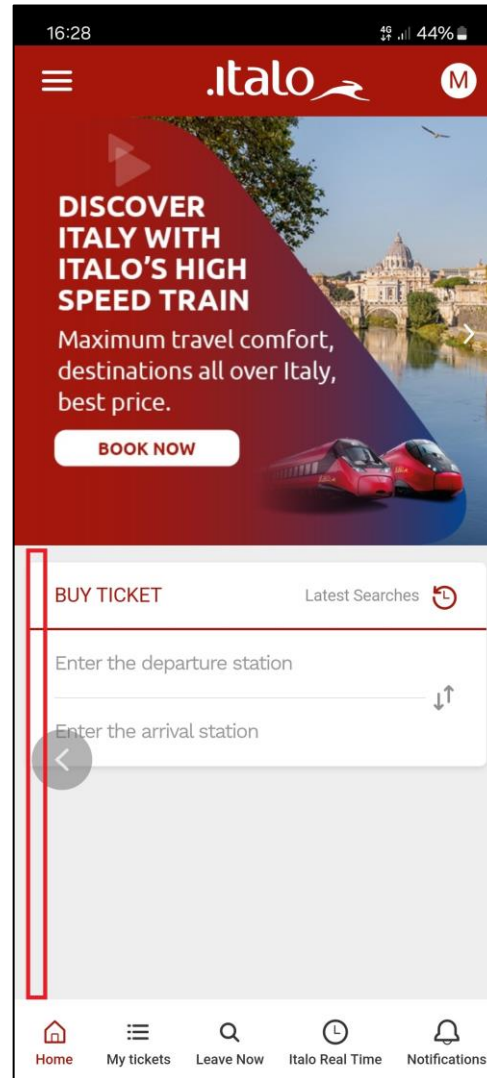 16:28
4G 44%
.italo
M
DISCOVER
ITALY WITH
ITALO'S HIGH
SPEED TRAIN
Maximum travel comfort,
destinations all over Italy,
best price.
BOOK NOW
BUY TICKET
Latest Searches
Enter the departure station
Enter the arrival station
Home
My tickets
Leave Now
Italo Real Time
Notifications